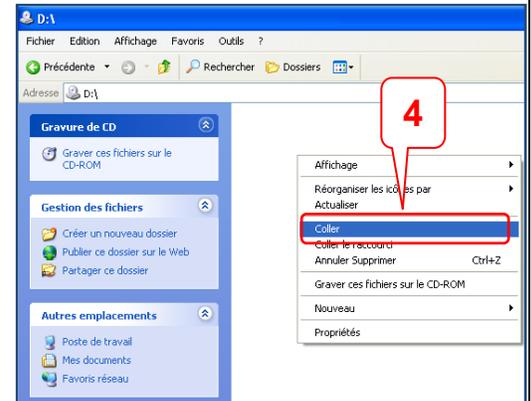 D:\
Fichier Edition Affichage Favoris Outils ?
Précédente Rechercher Dossiers
Adresse D:\
Gravure de CD
Graver ces fichiers sur le
CD-ROM
Gestion des fichiers
Créer un nouveau dossier
Publier ce dossier sur le Web
Partager ce dossier
Autres emplacements
Poste de travail
Mes documents
Favoris réseau
4
Affichage
Réorganiser les icônes par
Actualiser
Coller
Coller le raccourci
Annuler Supprimer Ctrl+Z
Graver ces fichiers sur le CD-ROM
Nouveau
Propriétés